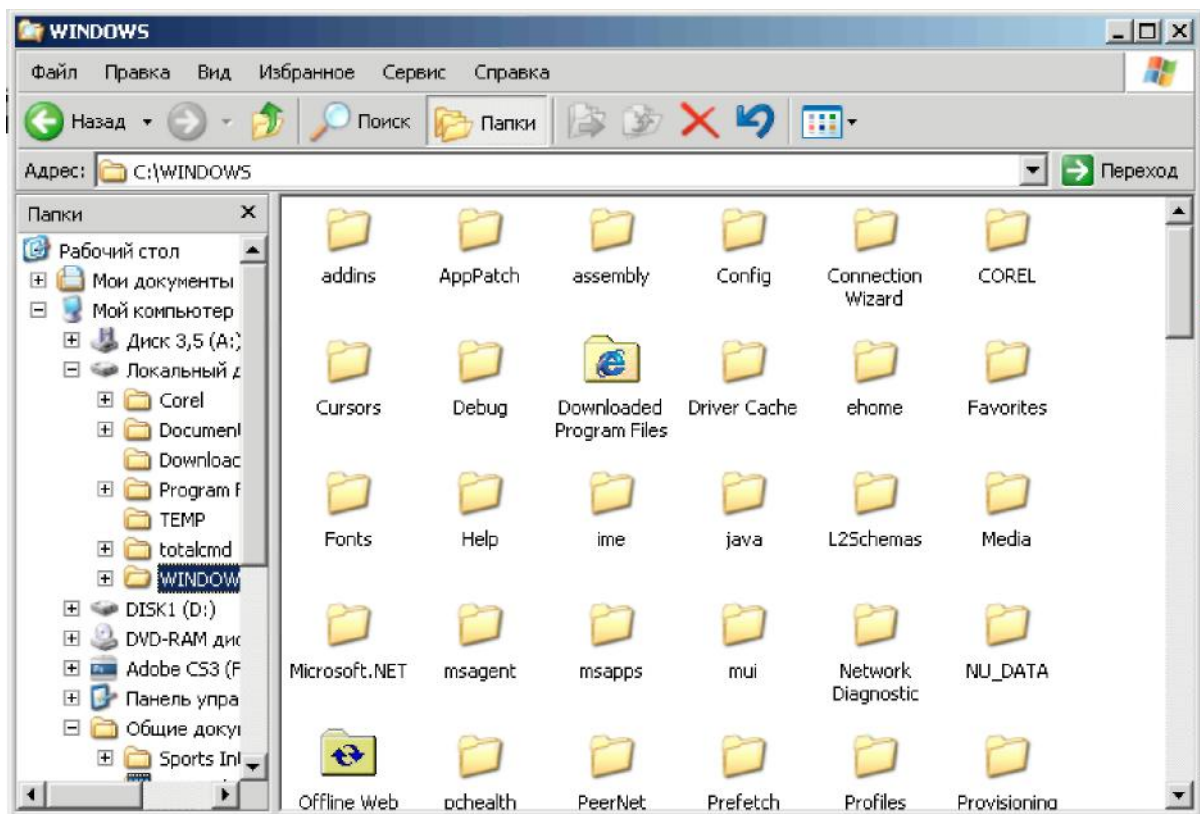 WINDOWS
Файл Правка Вид Избранное Сервис Справка
Назад Поиск Папки
Адрес: C:\WINDOWS Переход
Папки
Рабочий стол
Мои документы
Мой компьютер
Диск 3,5 (A:)
Локальный д
Corel
Document
Downloac
Program F
TEMP
totalcmd
WINDOW
DISK1 (D:)
DVD-RAM дис
Adobe CS3 (F
Панель упра
Общие докум
Sports Int
addins AppPatch assembly Config Connection COREL
Wizard
Cursors Debug Downloaded Driver Cache ehome Favorites
Program Files
Fonts Help ime java L2Schemas Media
Microsoft.NET msagent msapps mui Network NU_DATA
Diagnostic
Offline Web pchealth PeerNet Prefetch Profiles Provisioning